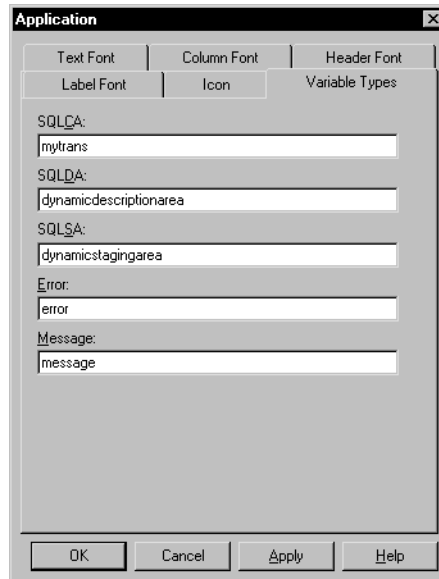 Application
Text Font Column Font Header Font
Label Font Icon Variable Types
SQLCA:
mytrans
SQLDA:
dynamicdescriptionarea
SQLSA:
dynamicstagingarea
Error:
error
Message:
message
OK Cancel Apply Help